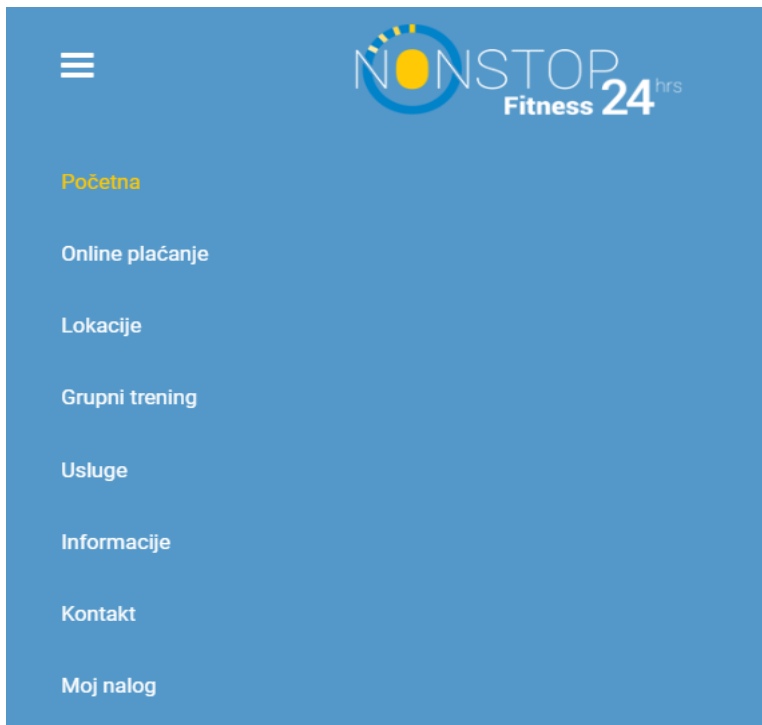 NONSTOP
Fitness 24 hrs
Početna
Online plaćanje
Lokacije
Grupni trening
Usluge
Informacije
Kontakt
Moj nalog